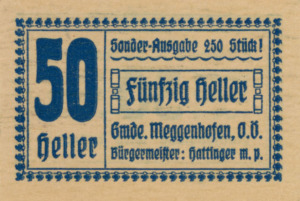 50
Heller
Sonder-Ausgabe 250 Stück!
Fünfzig Heller
Gmde. Meggenhofen, O.Ö.
Bürgermeister: Hattinger m. p.